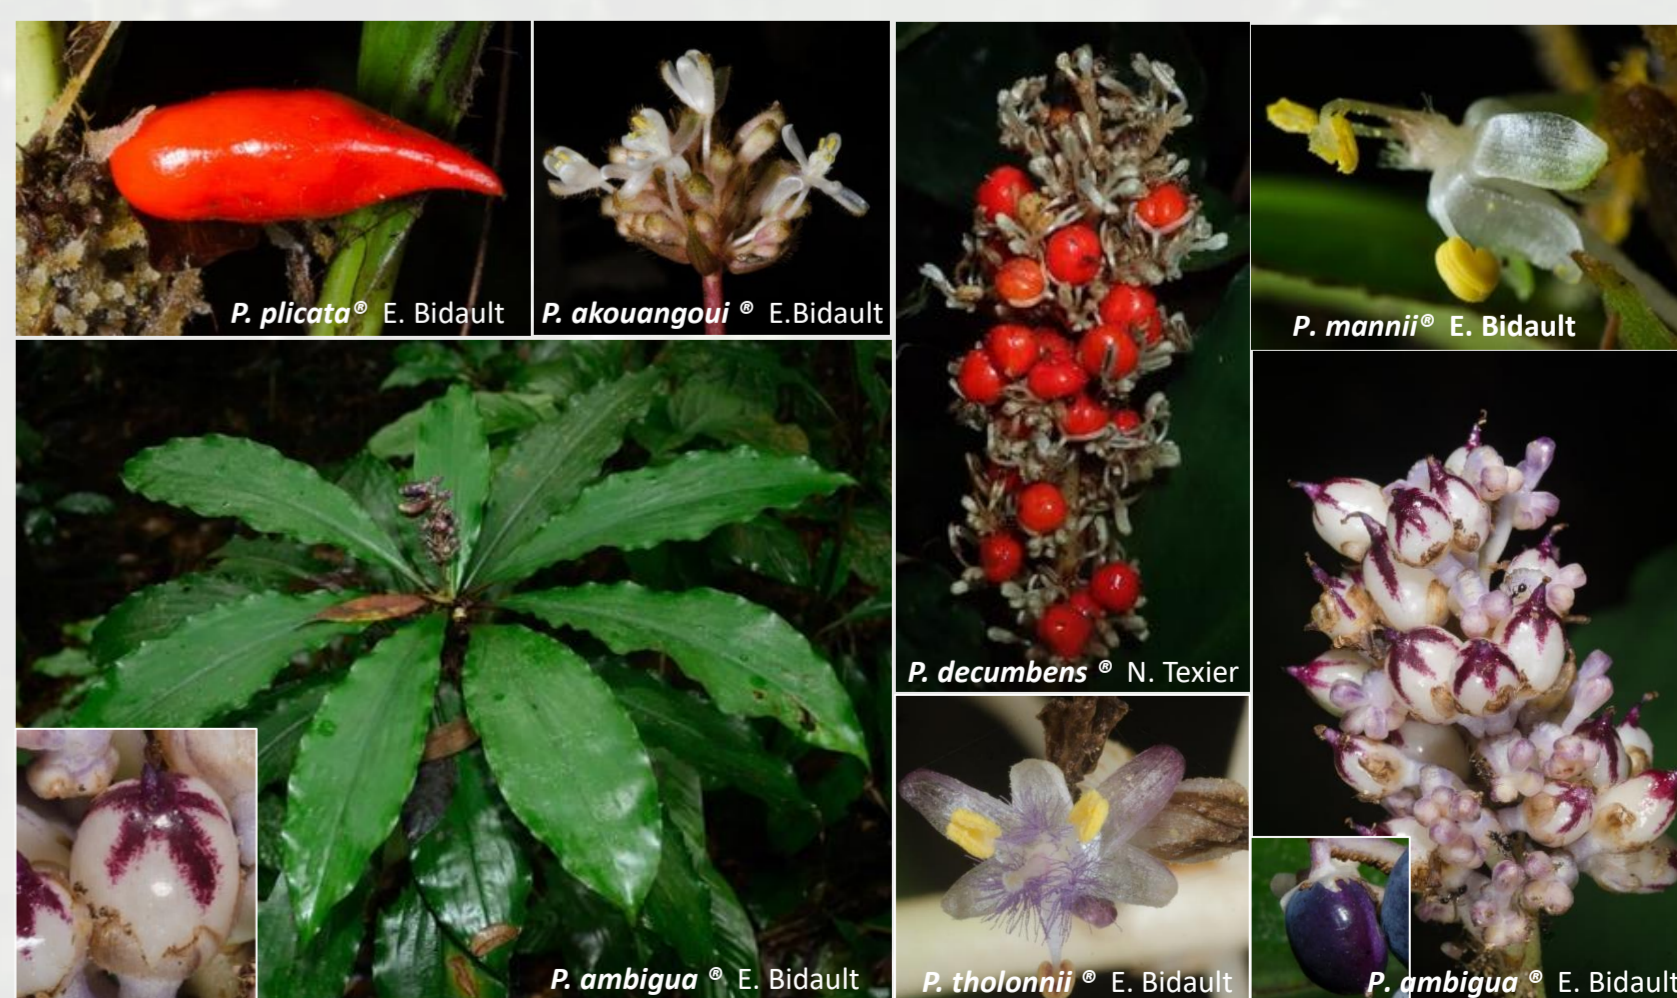 P. plicata® E. Bidault
P. akouangoui ® E.Bidault
P. mannii® E. Bidault
P. decumbens ® N. Texier
P. ambigua ® E. Bidault
P. tholonnii ® E. Bidault
P. ambigua ® E. Bidault